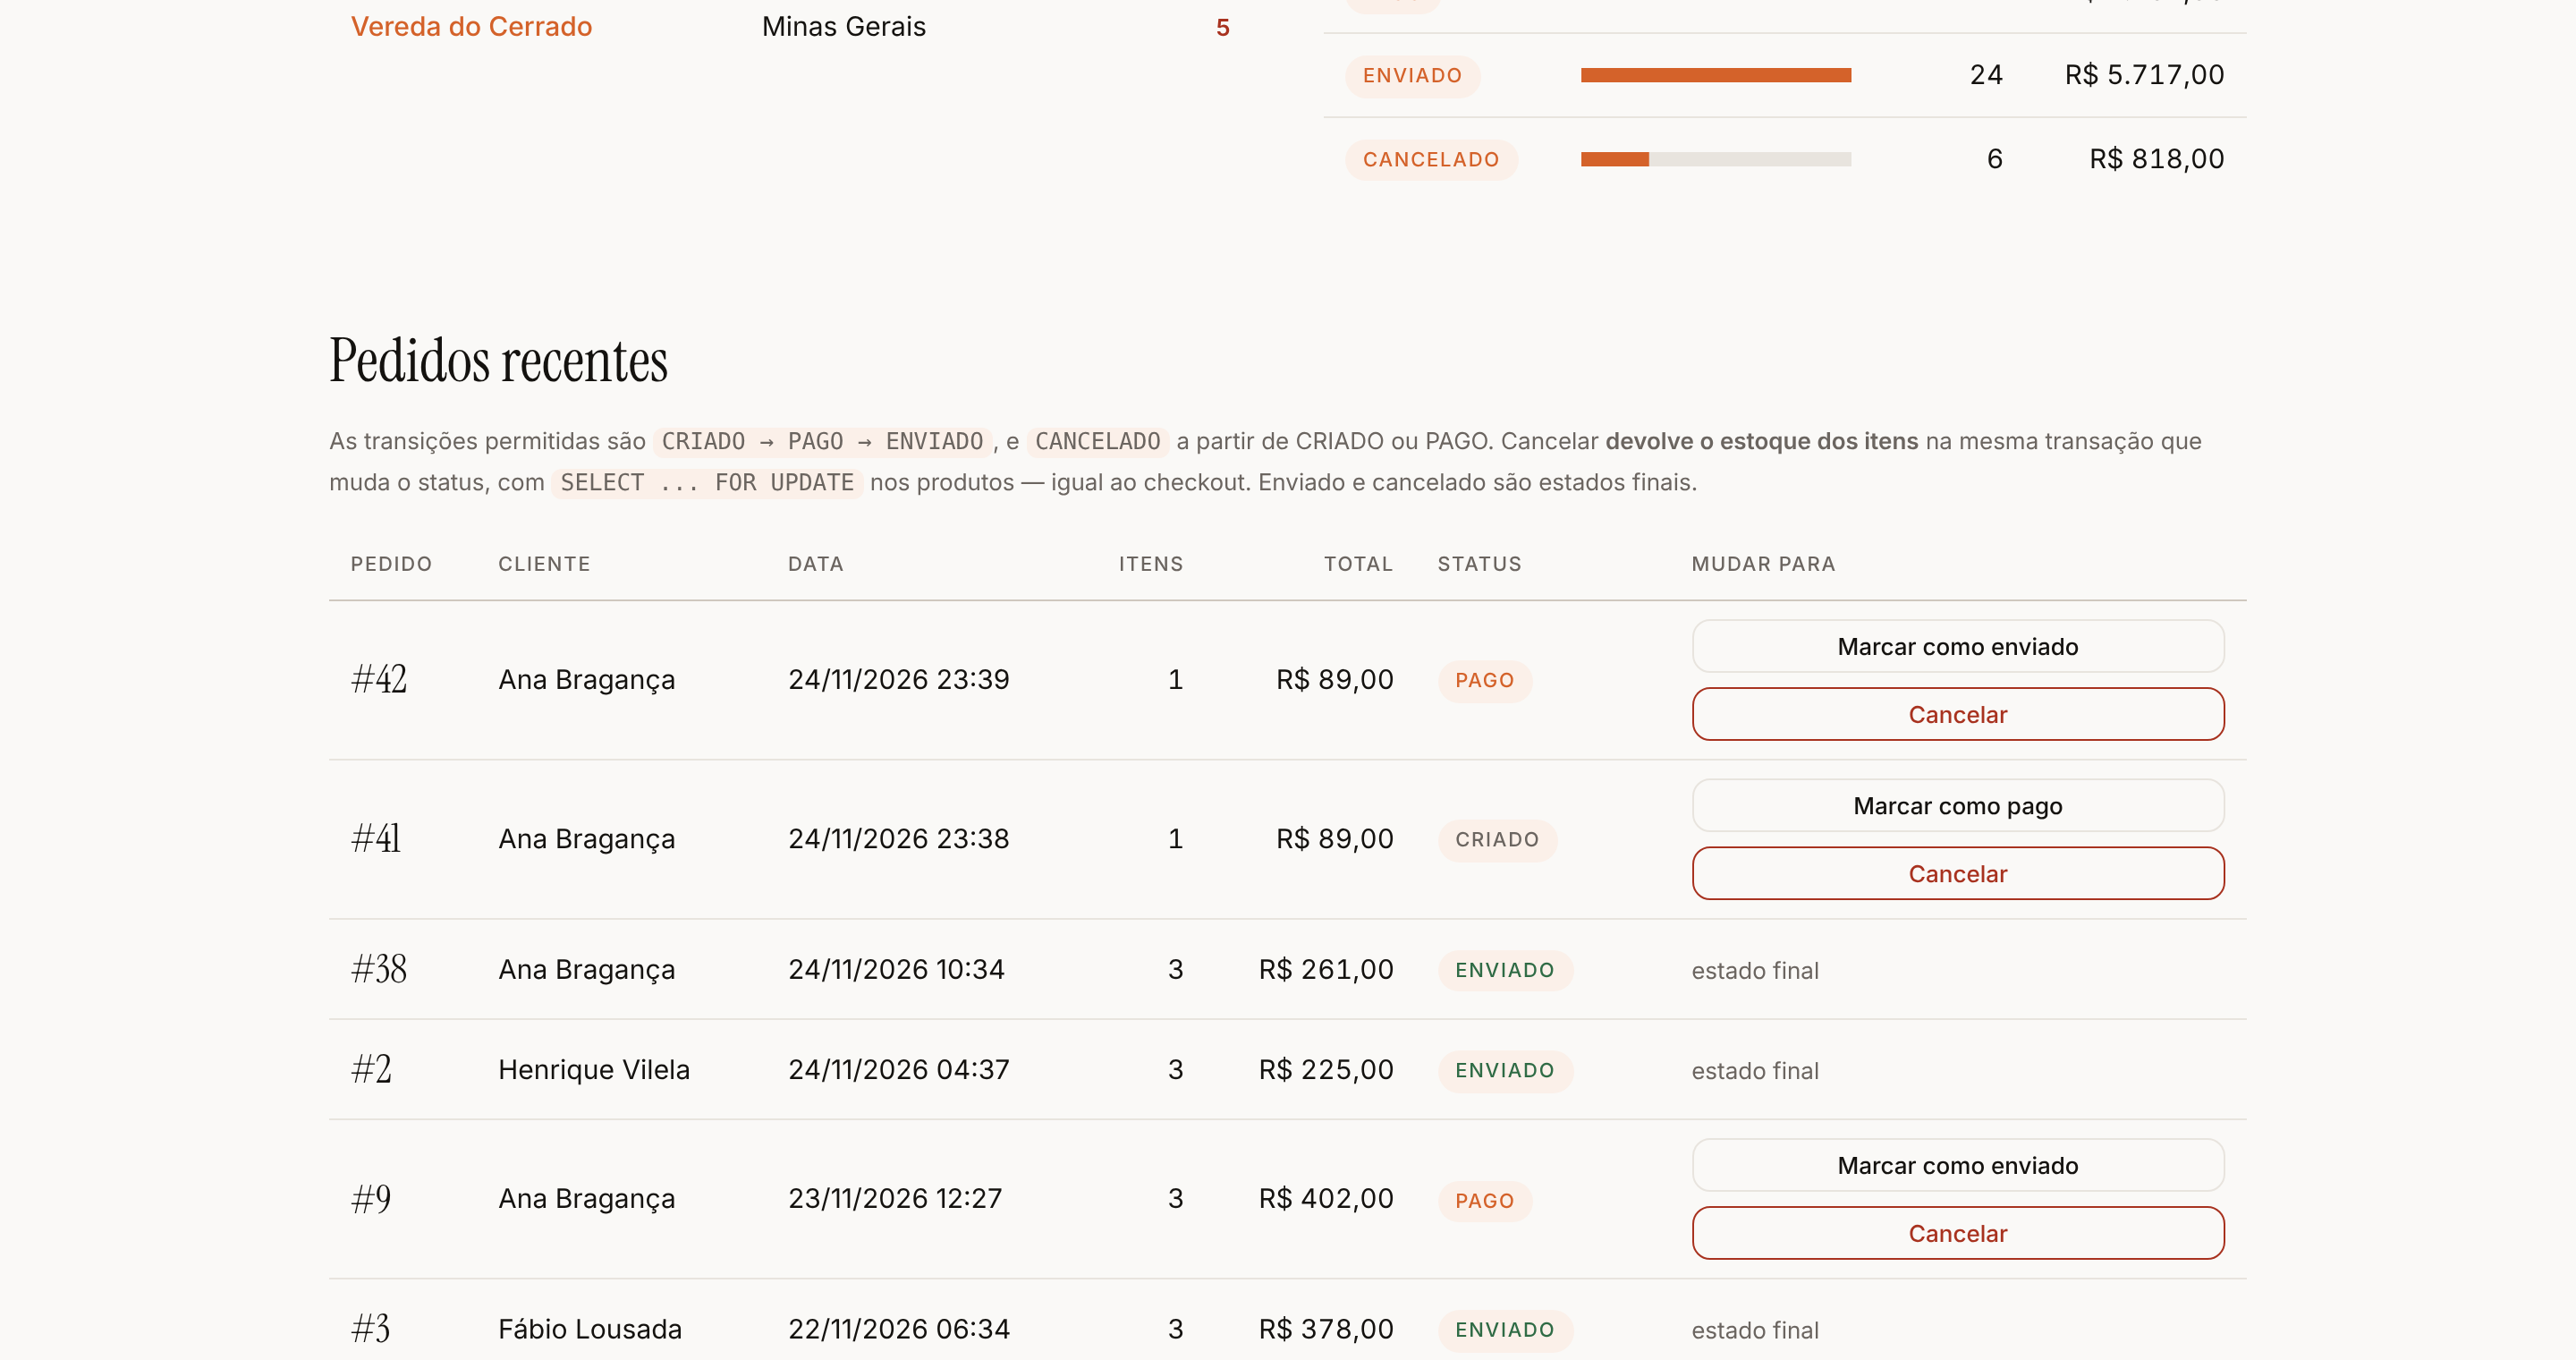 Vereda do Cerrado Minas Gerais 5
ENVIADO 24 R$ 5.717,00
CANCELADO 6 R$ 818,00
Pedidos recentes
As transições permitidas são CRIADO → PAGO → ENVIADO, e CANCELADO a partir de CRIADO ou PAGO. Cancelar devolve o estoque dos itens na mesma transação que
muda o status, com SELECT ... FOR UPDATE nos produtos — igual ao checkout. Enviado e cancelado são estados finais.
PEDIDO CLIENTE DATA ITENS TOTAL STATUS MUDAR PARA
#42 Ana Bragança 24/11/2026 23:39 1 R$ 89,00 PAGO
Marcar como enviado
Cancelar
#41 Ana Bragança 24/11/2026 23:38 1 R$ 89,00 CRIADO
Marcar como pago
Cancelar
#38 Ana Bragança 24/11/2026 10:34 3 R$ 261,00 ENVIADO estado final
#2 Henrique Vilela 24/11/2026 04:37 3 R$ 225,00 ENVIADO estado final
#9 Ana Bragança 23/11/2026 12:27 3 R$ 402,00 PAGO
Marcar como enviado
Cancelar
#3 Fábio Lousada 22/11/2026 06:34 3 R$ 378,00 ENVIADO estado final